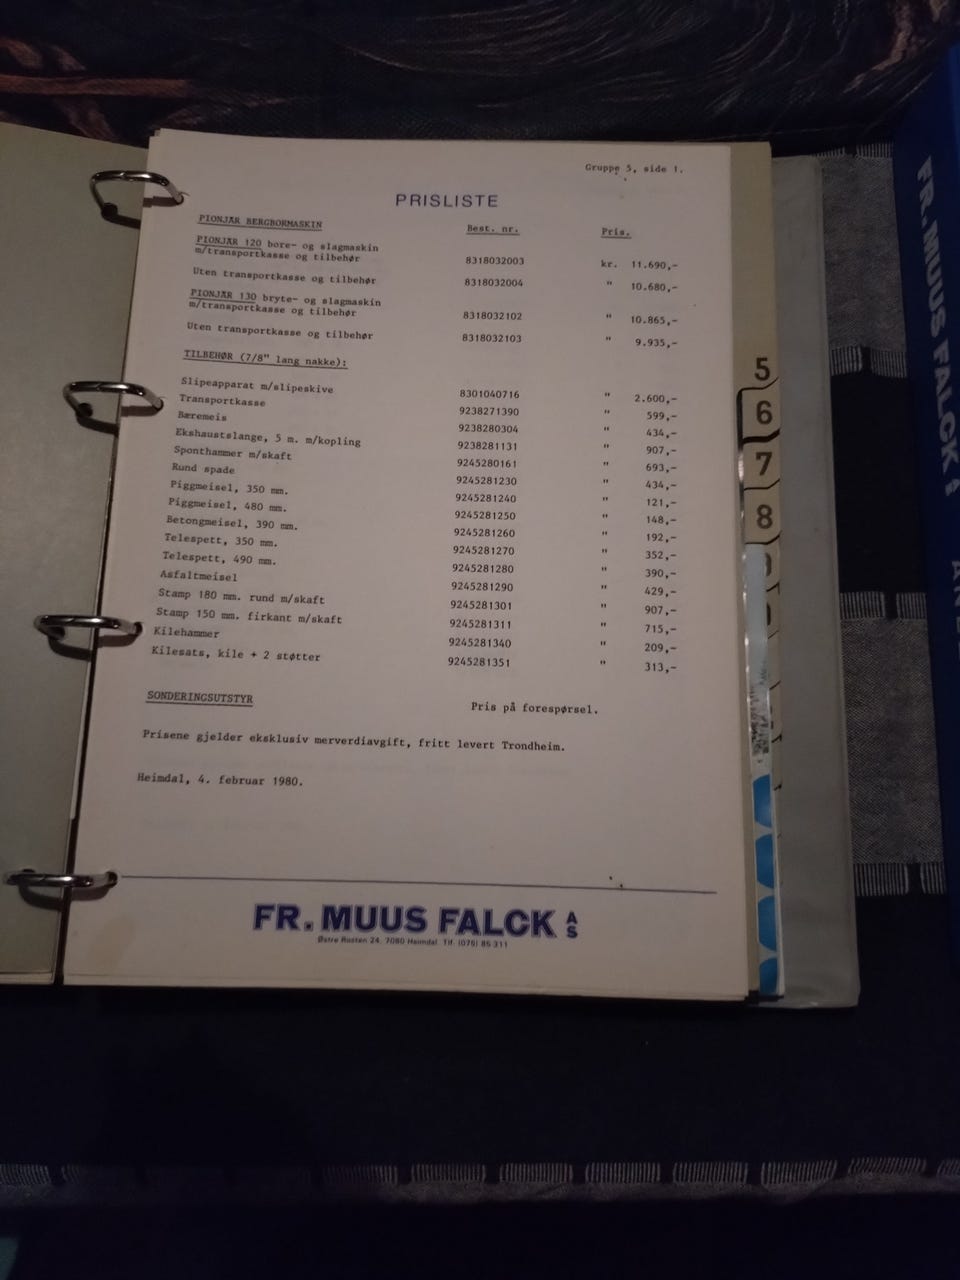 Gruppe 5, side 1.
PRISLISTE
PIONJÄR BERGBORMASKIN Best. nr. Pris.
PIONJÄR 120 bore- og slagmaskin
m/transportkasse og tilbehør 8318032003 kr. 11.690,-
Uten transportkasse og tilbehør 8318032004 " 10.680,-
PIONJÄR 130 bryte- og slagmaskin
m/transportkasse og tilbehør 8318032102 " 10.865,-
Uten transportkasse og tilbehør 8318032103 " 9.935,-
TILBEHØR (7/8" lang nakke):
Slipeapparat m/slipeskive 8301040716 " 2.600,-
Transportkasse 9238271390 " 599,-
Bæremeis 9238280304 " 434,-
Ekshaustslange, 5 m. m/kopling 9238281131 " 907,-
Sponthammer m/skaft 9245280161 " 693,-
Rund spade 9245281230 " 434,-
Piggmeisel, 350 mm. 9245281240 " 121,-
Piggmeisel, 480 mm. 9245281250 " 148,-
Betongmeisel, 390 mm. 9245281260 " 192,-
Telespett, 350 mm. 9245281270 " 352,-
Telespett, 490 mm. 9245281280 " 390,-
Asfaltmeisel 9245281290 " 429,-
Stamp 180 mm. rund m/skaft 9245281301 " 907,-
Stamp 150 mm. firkant m/skaft 9245281311 " 715,-
Kilehammer 9245281340 " 209,-
Kilesats, kile + 2 støtter 9245281351 " 313,-
SONDERINGSUTSTYR Pris på forespørsel.
Prisene gjelder eksklusiv merverdiavgift, fritt levert Trondheim.
Heimdal, 4. februar 1980.
FR. MUUS FALCK AS
Østre Rosten 24, 7080 Heimdal Tlf. (075) 85 311
5
6
7
8
FR. MUUS FALCK A